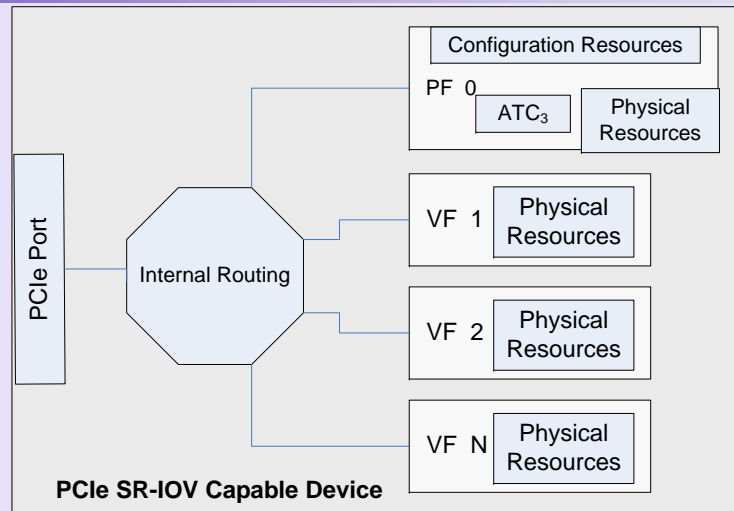 Configuration Resources
PF 0
ATC₃
Physical
Resources
PCIe Port
Internal Routing
VF 1
Physical
Resources
VF 2
Physical
Resources
VF N
Physical
Resources
PCIe SR-IOV Capable Device